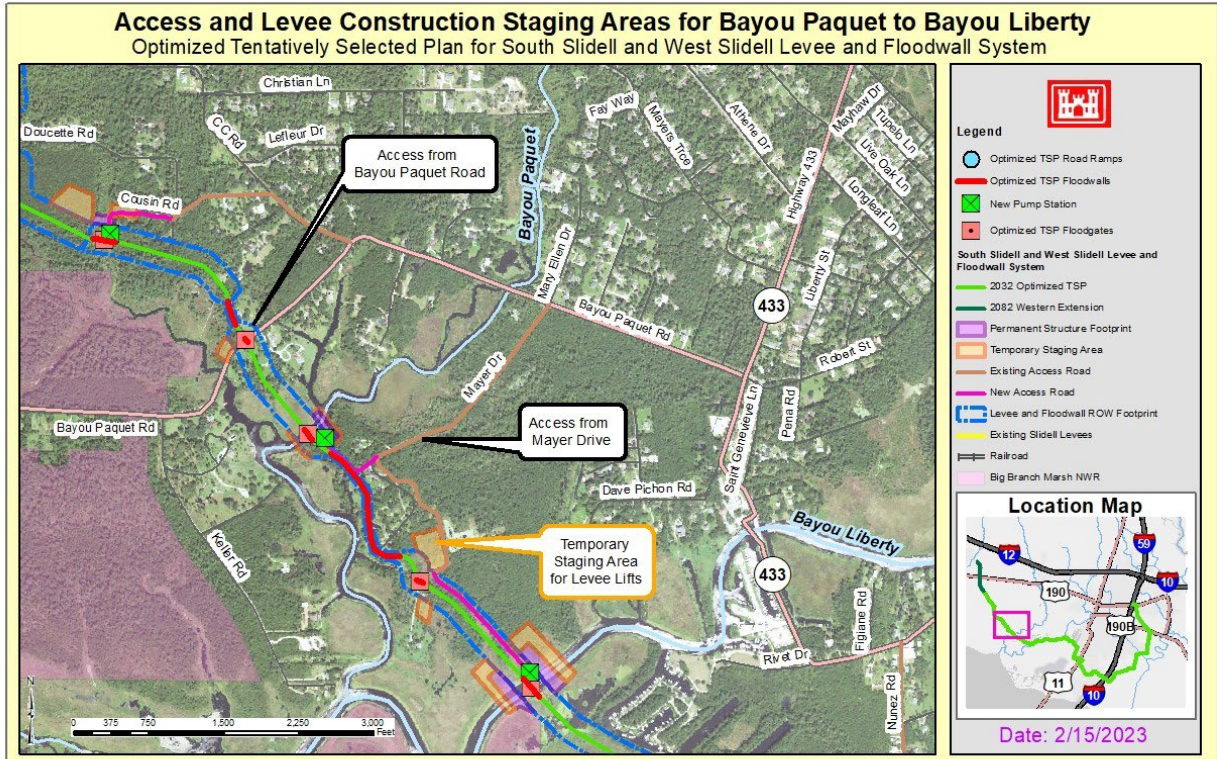 Access and Levee Construction Staging Areas for Bayou Paquet to Bayou Liberty
Optimized Tentatively Selected Plan for South Slidell and West Slidell Levee and Floodwall System
Christian Ln
Doucette Rd
C C Rd
Lefleur Dr
Fay Way
Mayers Trce
Athene Dr
Mayhaw Dr
Tupelo Ln
Live Oak Ln
Longleaf Ln
Highway 433
Access from
Bayou Paquet Road
Bayou Paquet
Cousin Rd
Mary Ellen Dr
Liberty St
433
Bayou Paquet Rd
Robert St
Mayer Dr
Saint Genevieve Ln
Pena Rd
Bayou Paquet Rd
Access from
Mayer Drive
Dave Pichon Rd
Bayou Liberty
Keller Rd
Temporary
Staging Area
for Levee Lifts
433
Figiane Rd
Rivet Dr
Nunez Rd
N
0 375 750 1,500 2,250 3,000
Feet
Legend
Optimized TSP Road Ramps
Optimized TSP Floodwalls
New Pump Station
Optimized TSP Floodgates
South Slidell and West Slidell Levee and
Floodwall System
2032 Optimized TSP
2082 Western Extension
Permanent Structure Footprint
Temporary Staging Area
Existing Access Road
New Access Road
Levee and Floodwall ROW Footprint
Existing Slidell Levees
Railroad
Big Branch Marsh NWR
Location Map
59
12
10
190
190B
11
10
Date: 2/15/2023